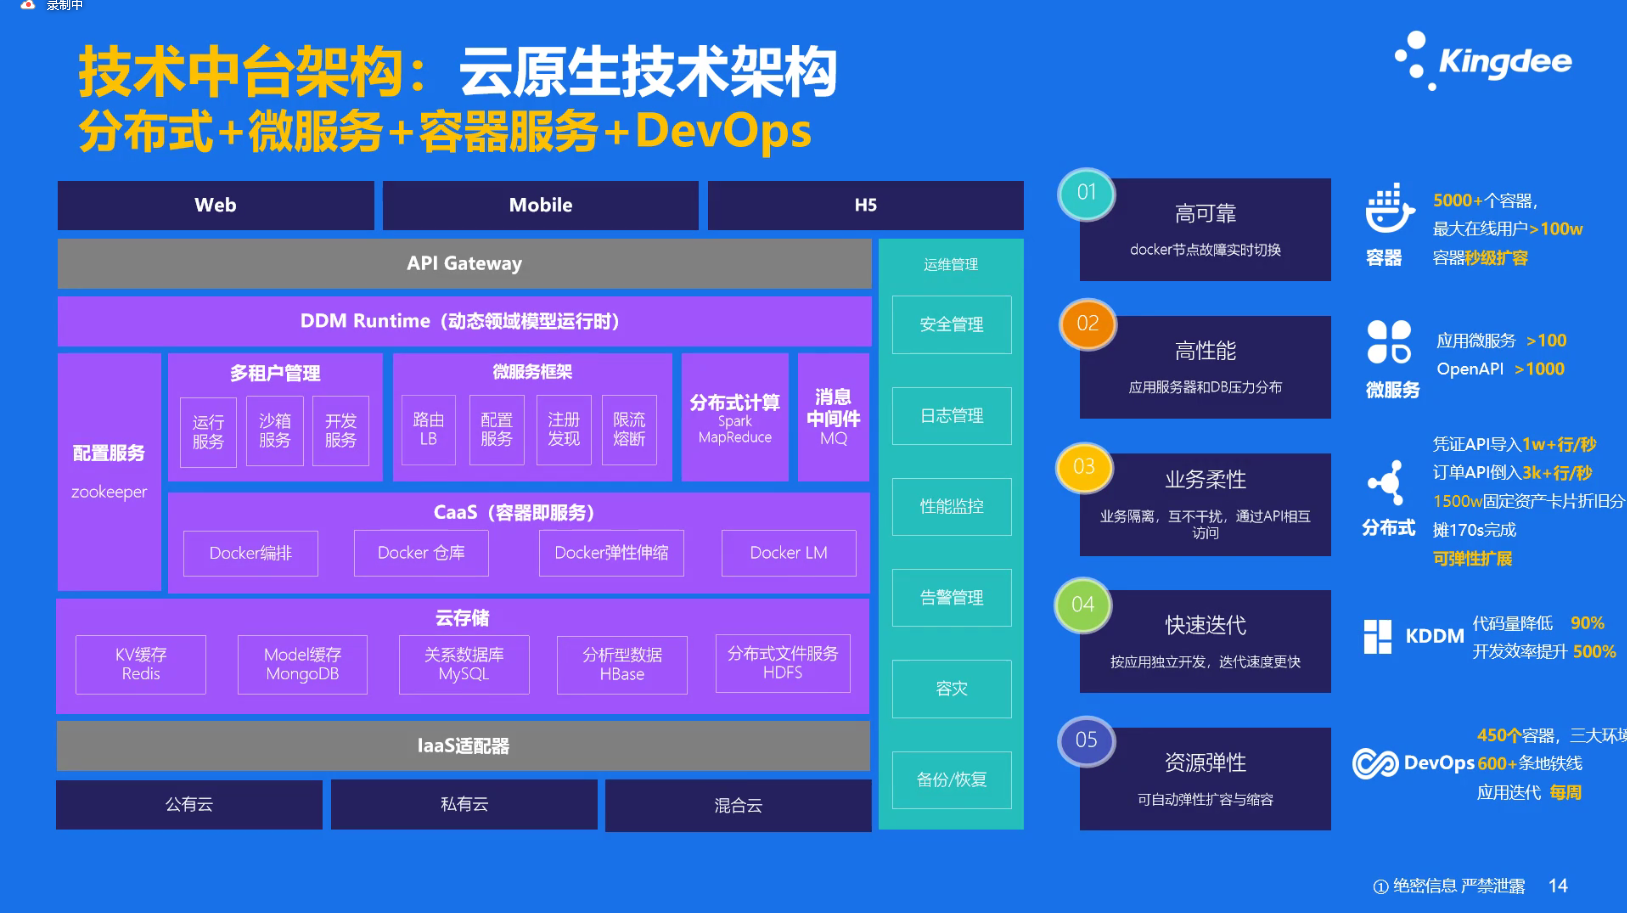 录制中
技术中台架构：云原生技术架构
分布式+微服务+容器服务+DevOps
Kingdee
Web
Mobile
H5
API Gateway
DDM Runtime（动态领域模型运行时）
配置服务
zookeeper
多租户管理
运行
服务
沙箱
服务
开发
服务
微服务框架
路由
LB
配置
服务
注册
发现
限流
熔断
分布式计算
Spark
MapReduce
消息
中间件
MQ
CaaS（容器即服务）
Docker编排
Docker 仓库
Docker弹性伸缩
Docker LM
云存储
KV缓存
Redis
Model缓存
MongoDB
关系数据库
MySQL
分析型数据
HBase
分布式文件服务
HDFS
IaaS适配器
公有云
私有云
混合云
运维管理
安全管理
日志管理
性能监控
告警管理
容灾
备份/恢复
01
高可靠
docker节点故障实时切换
02
高性能
应用服务器和DB压力分布
03
业务柔性
业务隔离，互不干扰，通过API相互
访问
04
快速迭代
按应用独立开发，迭代速度更快
05
资源弹性
可自动弹性扩容与缩容
容器
5000+个容器，
最大在线用户>100w
容器秒级扩容
微服务
应用微服务 >100
OpenAPI >1000
分布式
凭证API导入1w+行/秒
订单API倒入3k+行/秒
1500w固定资产卡片折旧分
摊170s完成
可弹性扩展
KDDM
代码量降低 90%
开发效率提升 500%
DevOps
450个容器，三大环境
600+条地铁线
应用迭代 每周
① 绝密信息 严禁泄露 14